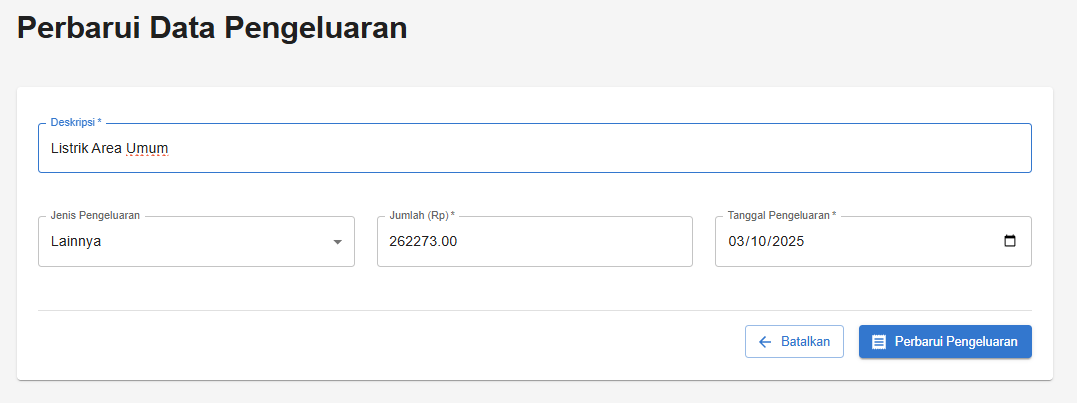 Perbarui Data Pengeluaran
Deskripsi *
Listrik Area Umum
Jenis Pengeluaran
Lainnya
Jumlah (Rp) *
262273.00
Tanggal Pengeluaran *
03/10/2025
Batalkan
Perbarui Pengeluaran